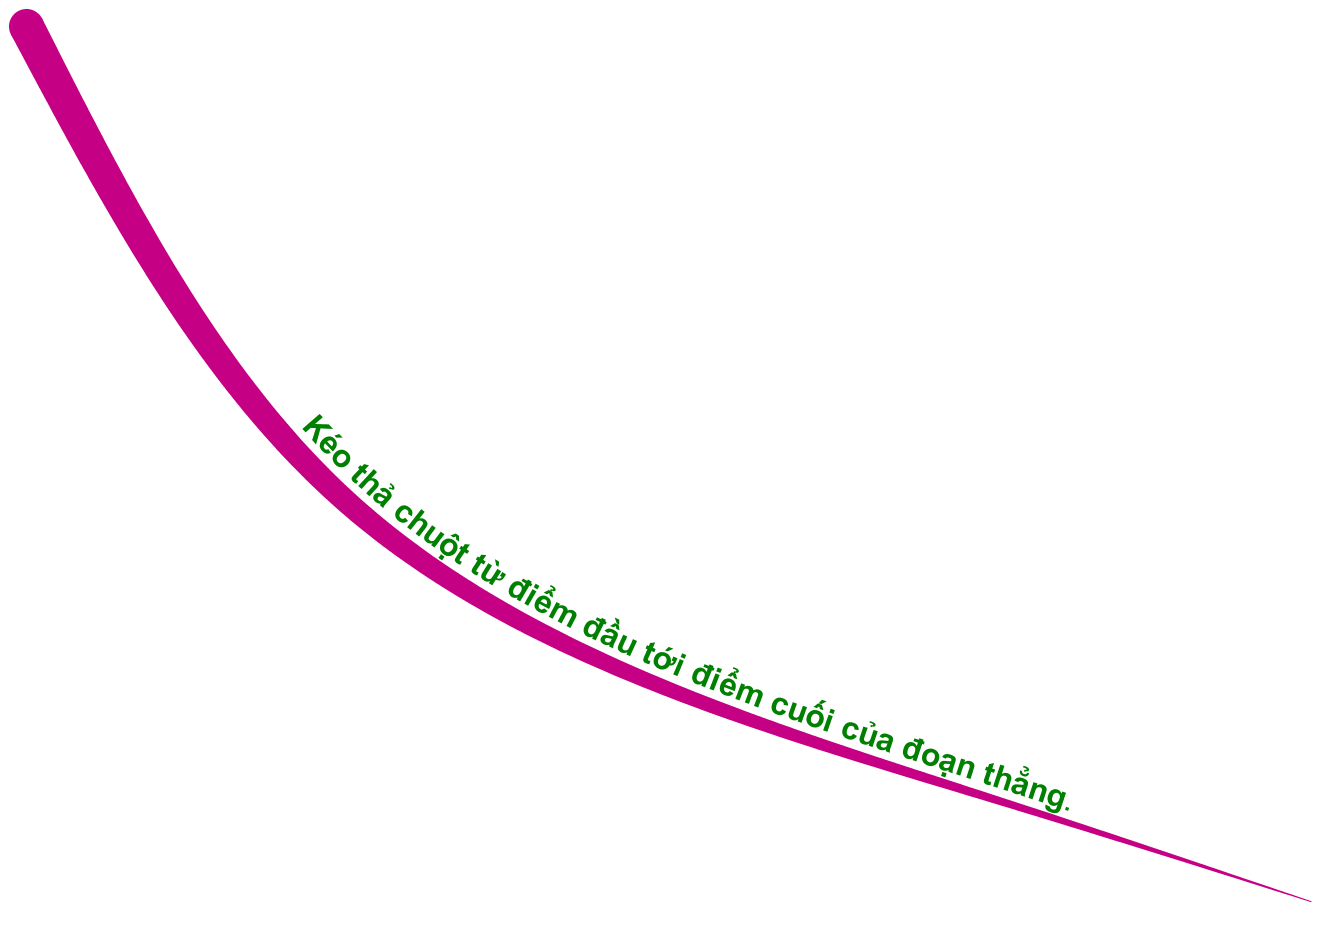 Kéo thả chuột từ điểm đầu tới điểm cuối của đoạn thẳng.